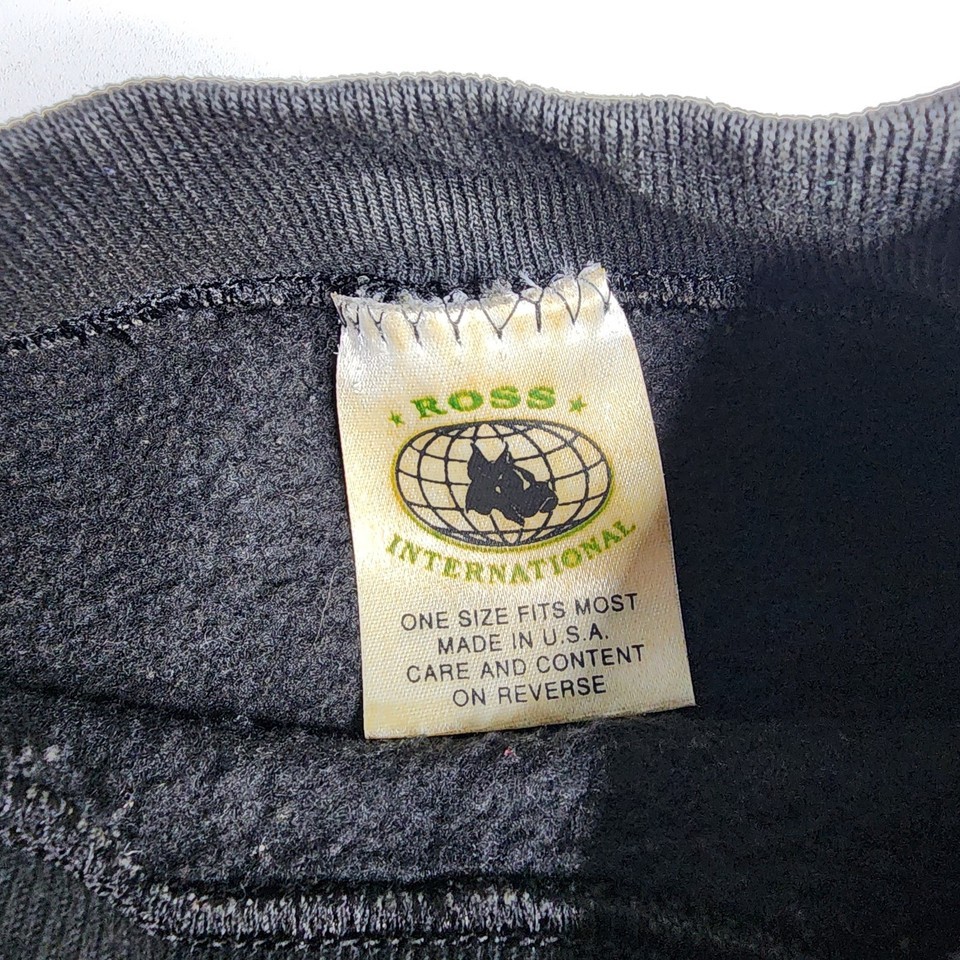 ★ ROSS ★
INTERNATIONAL
ONE SIZE FITS MOST
MADE IN U.S.A.
CARE AND CONTENT
ON REVERSE